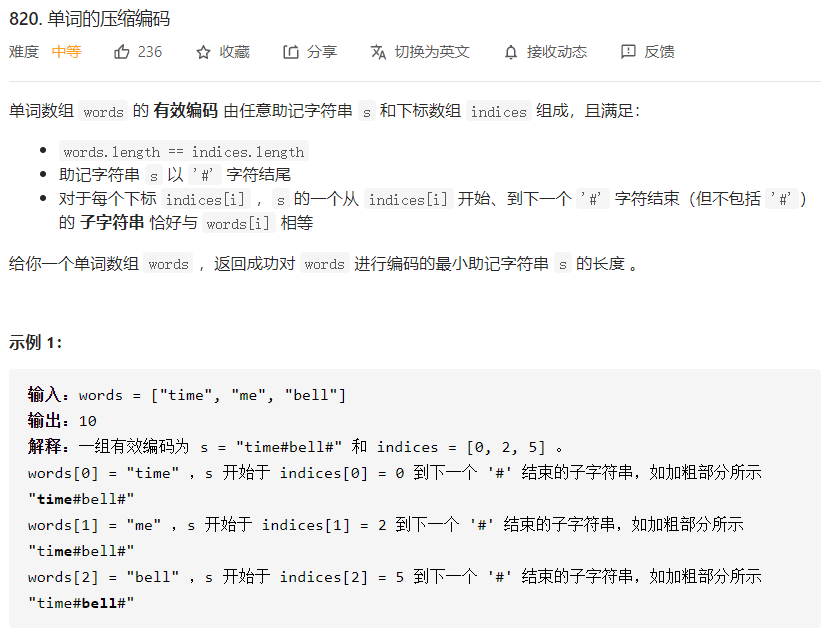 820. 单词的压缩编码
难度 中等 236 收藏 分享 切换为英文 接收动态 反馈
单词数组 words 的 有效编码 由任意助记字符串 s 和下标数组 indices 组成，且满足：
words.length == indices.length
助记字符串 s 以 '#' 字符结尾
对于每个下标 indices[i] ，s 的一个从 indices[i] 开始、到下一个 '#' 字符结束（但不包括 '#'）
的 子字符串 恰好与 words[i] 相等
给你一个单词数组 words ，返回成功对 words 进行编码的最小助记字符串 s 的长度 。
示例 1：
输入：words = ["time", "me", "bell"]
输出：10
解释：一组有效编码为 s = "time#bell#" 和 indices = [0, 2, 5] 。
words[0] = "time" ，s 开始于 indices[0] = 0 到下一个 '#' 结束的子字符串，如加粗部分所示
"time#bell#"
words[1] = "me" ，s 开始于 indices[1] = 2 到下一个 '#' 结束的子字符串，如加粗部分所示
"time#bell#"
words[2] = "bell" ，s 开始于 indices[2] = 5 到下一个 '#' 结束的子字符串，如加粗部分所示
"time#bell#"